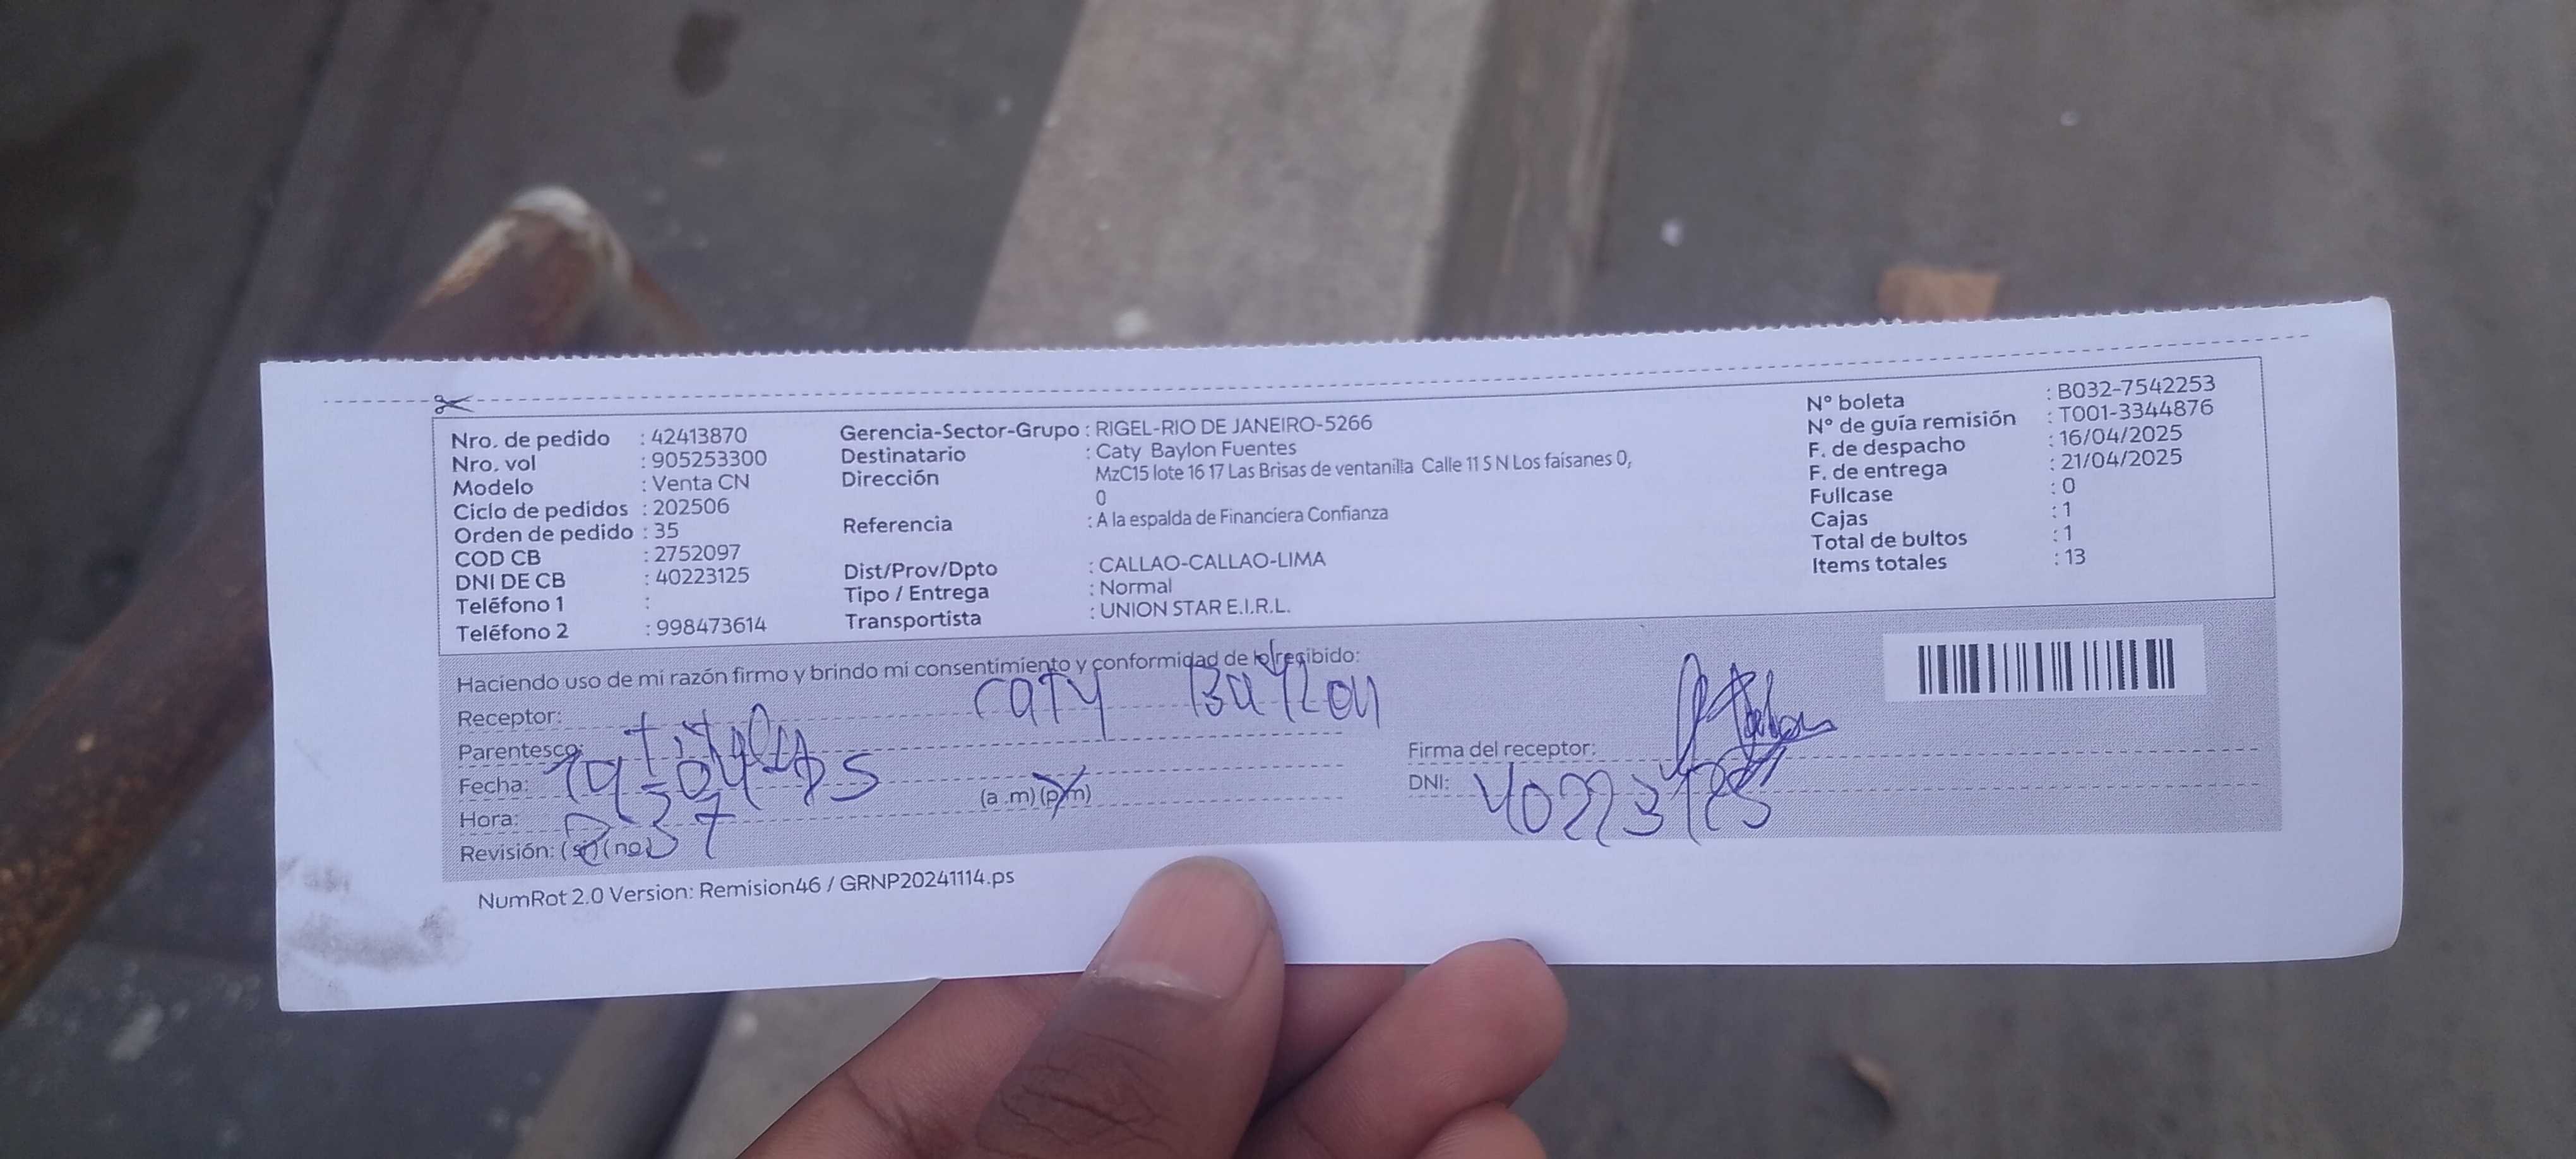 Nro. de pedido : 42413870
Nro. vol : 905253300
Modelo : Venta CN
Ciclo de pedidos : 202506
Orden de pedido : 35
COD CB : 2752097
DNI DE CB : 40223125
Teléfono 1 :
Teléfono 2 : 998473614
Gerencia-Sector-Grupo : RIGEL-RIO DE JANEIRO-5266
Destinatario : Caty Baylon Fuentes
Dirección MzC15 lote 16 17 Las Brisas de ventanilla Calle 11 S N Los faisanes 0,
0
Referencia : A la espalda de Financiera Confianza
Dist/Prov/Dpto : CALLAO-CALLAO-LIMA
Tipo / Entrega : Normal
Transportista : UNION STAR E.I.R.L.
N° boleta : B032-7542253
N° de guía remisión : T001-3344876
F. de despacho : 16/04/2025
F. de entrega : 21/04/2025
Fullcase : 0
Cajas : 1
Total de bultos : 1
Items totales : 13
Haciendo uso de mi razón firmo y brindo mi consentimiento y conformidad de lo recibido:
Receptor: Caty Baylon
Parentesco: titular
Fecha:
Hora: 37 (a .m) (p.m)
Revisión: (si) (no)
Firma del receptor:
DNI: 40223125
NumRot 2.0 Version: Remision46 / GRNP20241114.ps